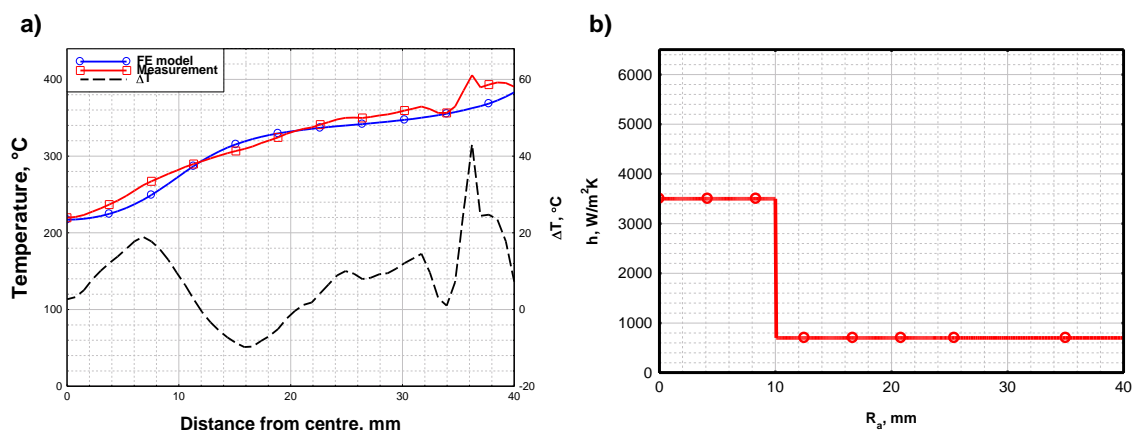 a)
FE model
Measurement
ΔT
400
300
200
100
0
60
40
20
0
-20
0
10
20
30
40
Temperature, °C
ΔT, °C
Distance from centre, mm
b)
6000
5000
4000
3000
2000
1000
0
0
10
20
30
40
h, W/m²K
Rₐ, mm